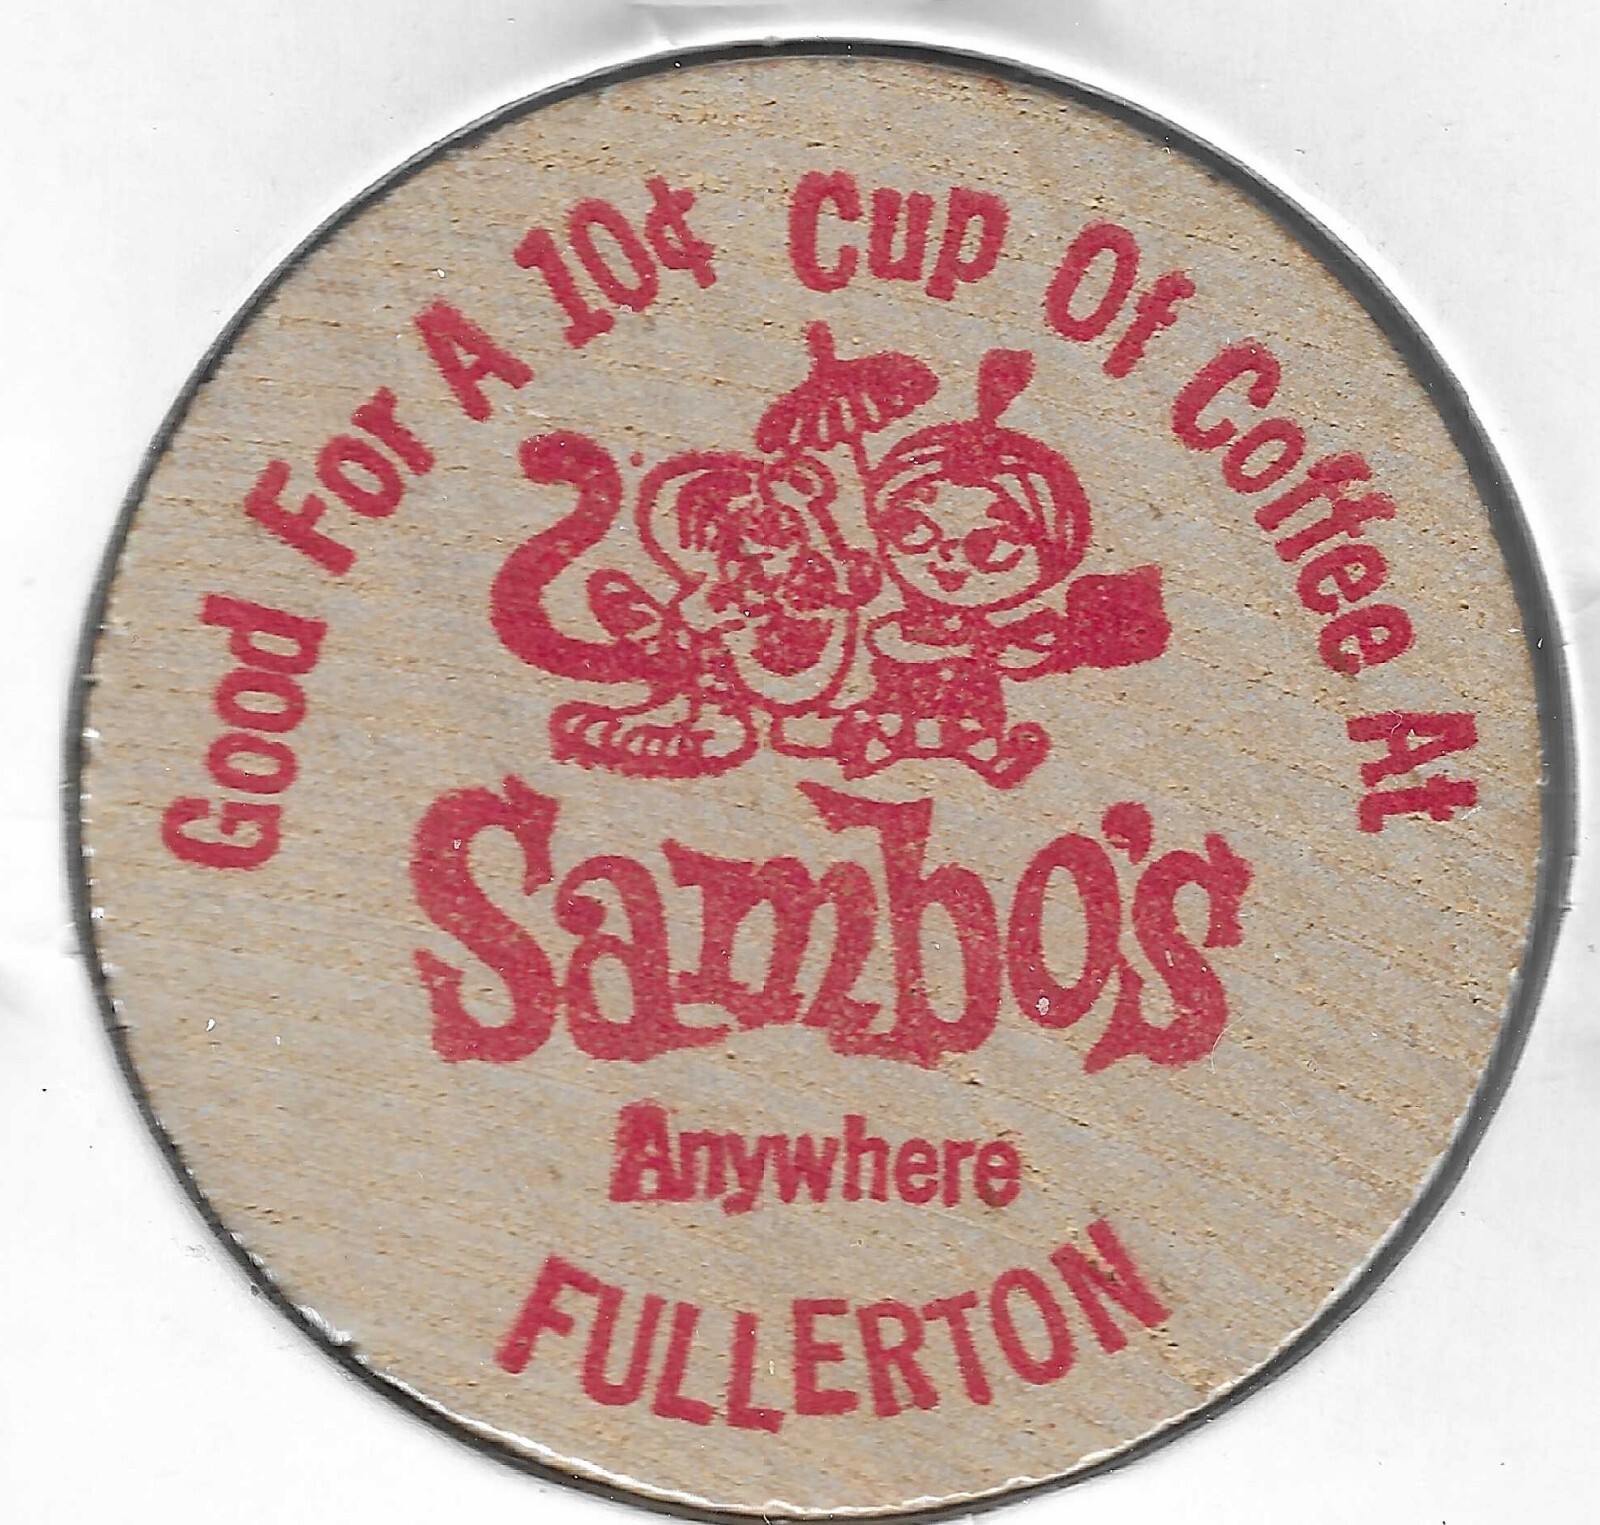 Good For A 10¢ Cup Of Coffee At
Sambo's
Anywhere
FULLERTON